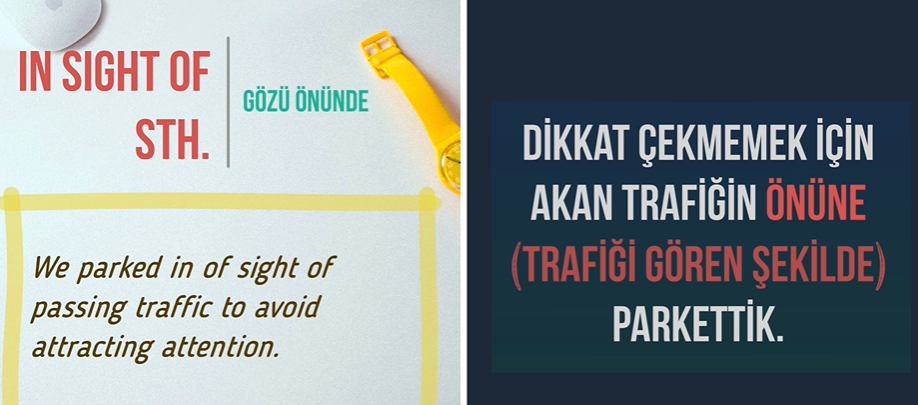 IN SIGHT OF
STH.
GÖZÜ ÖNÜNDE
We parked in of sight of
passing traffic to avoid
attracting attention.
DİKKAT ÇEKMEMEK İÇİN
AKAN TRAFİĞİN ÖNÜNE
(TRAFİĞİ GÖREN ŞEKİLDE)
PARKETTİK.